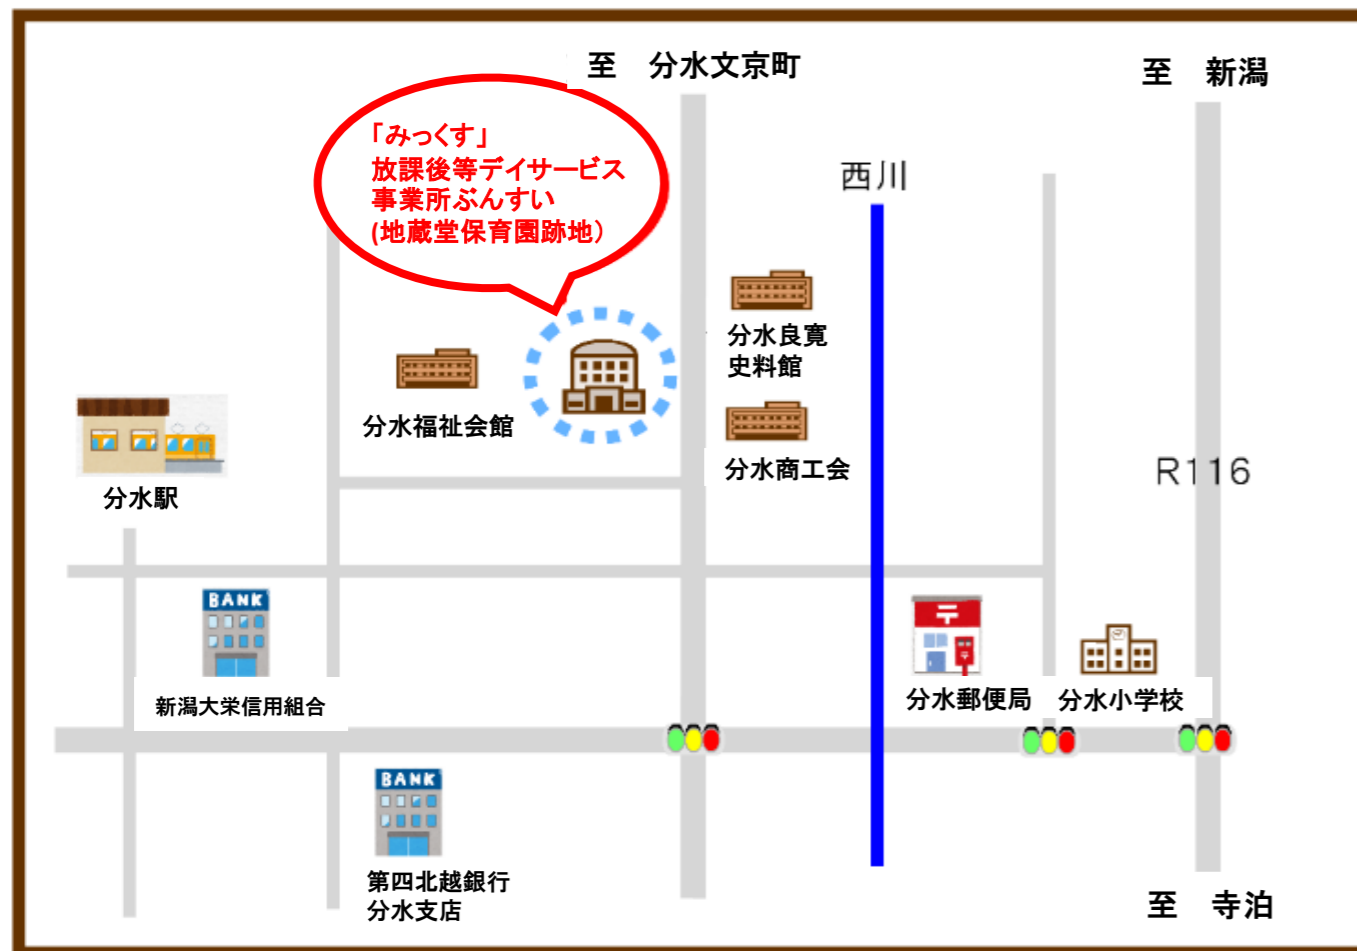 至　分水文京町
至　新潟
「みっくす」
放課後等デイサービス
事業所ぶんすい
(地蔵堂保育園跡地）
西川
分水良寛
史料館
分水福祉会館
分水商工会
R116
分水駅
BANK
新潟大栄信用組合
分水郵便局
分水小学校
BANK
第四北越銀行
分水支店
至　寺泊